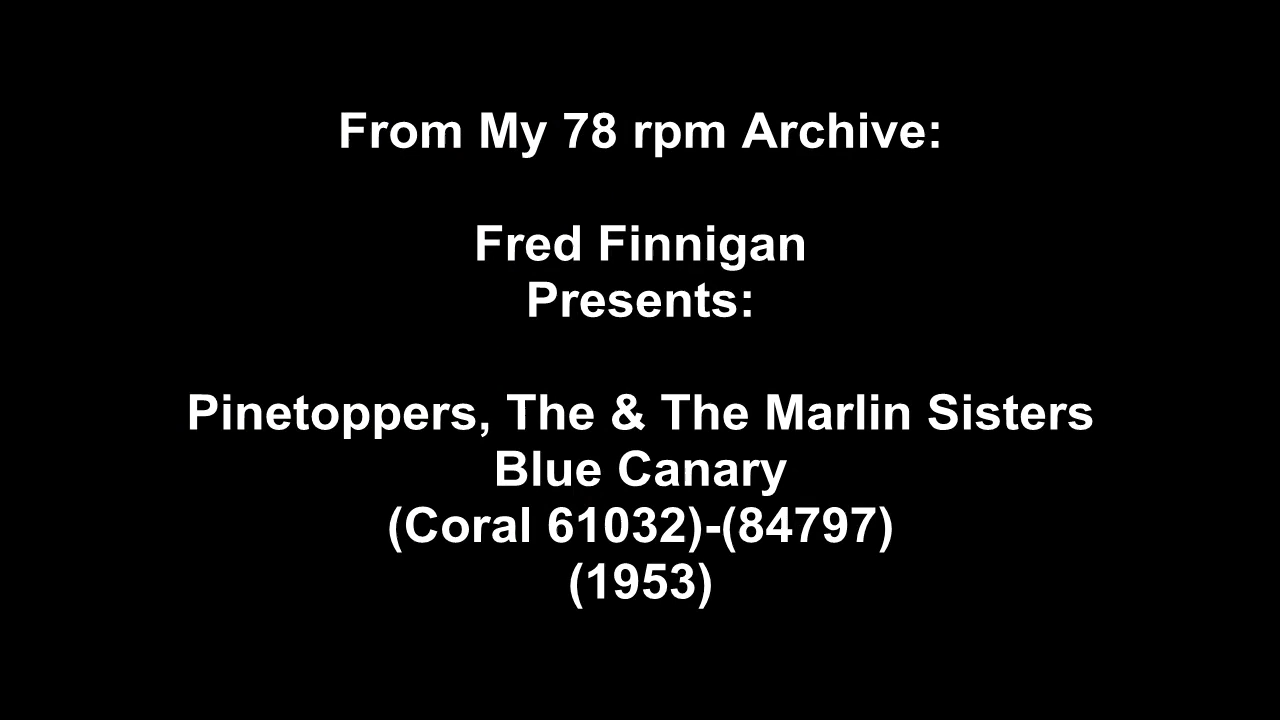 From My 78 rpm Archive:
Fred Finnigan
Presents:
Pinetoppers, The & The Marlin Sisters
Blue Canary
(Coral 61032)-(84797)
(1953)